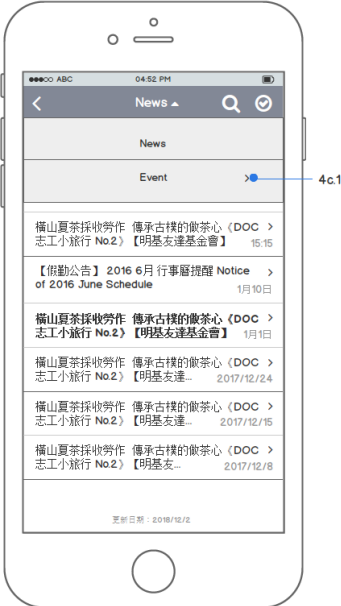 ABC 04:52 PM
News
News
Event
4c.1
橫山夏茶採收勞作 傳承古樸的做茶心《DOC
志工小旅行 No.2》【明基友達基金會】 15:15
【假勤公告】 2016 6月 行事曆提醒 Notice
of 2016 June Schedule
1月10日
橫山夏茶採收勞作 傳承古樸的做茶心《DOC
志工小旅行 No.2》【明基友達基金會】 1月1日
橫山夏茶採收勞作 傳承古樸的做茶心《DOC
志工小旅行 No.2》【明基友達... 2017/12/24
橫山夏茶採收勞作 傳承古樸的做茶心《DOC
志工小旅行 No.2》【明基友達... 2017/12/15
橫山夏茶採收勞作 傳承古樸的做茶心《DOC
志工小旅行 No.2》【明基友... 2017/12/8
更新日期：2018/12/2